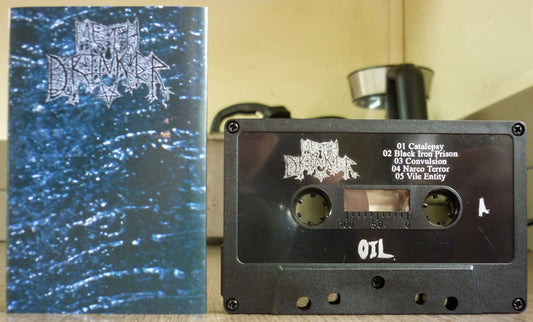 METH
DRINKER
METH
DRINKER
01 Catalepsy
02 Black Iron Prison
03 Convulsion
04 Narco Terror
05 Vile Entity
A
100 50 0
OIL